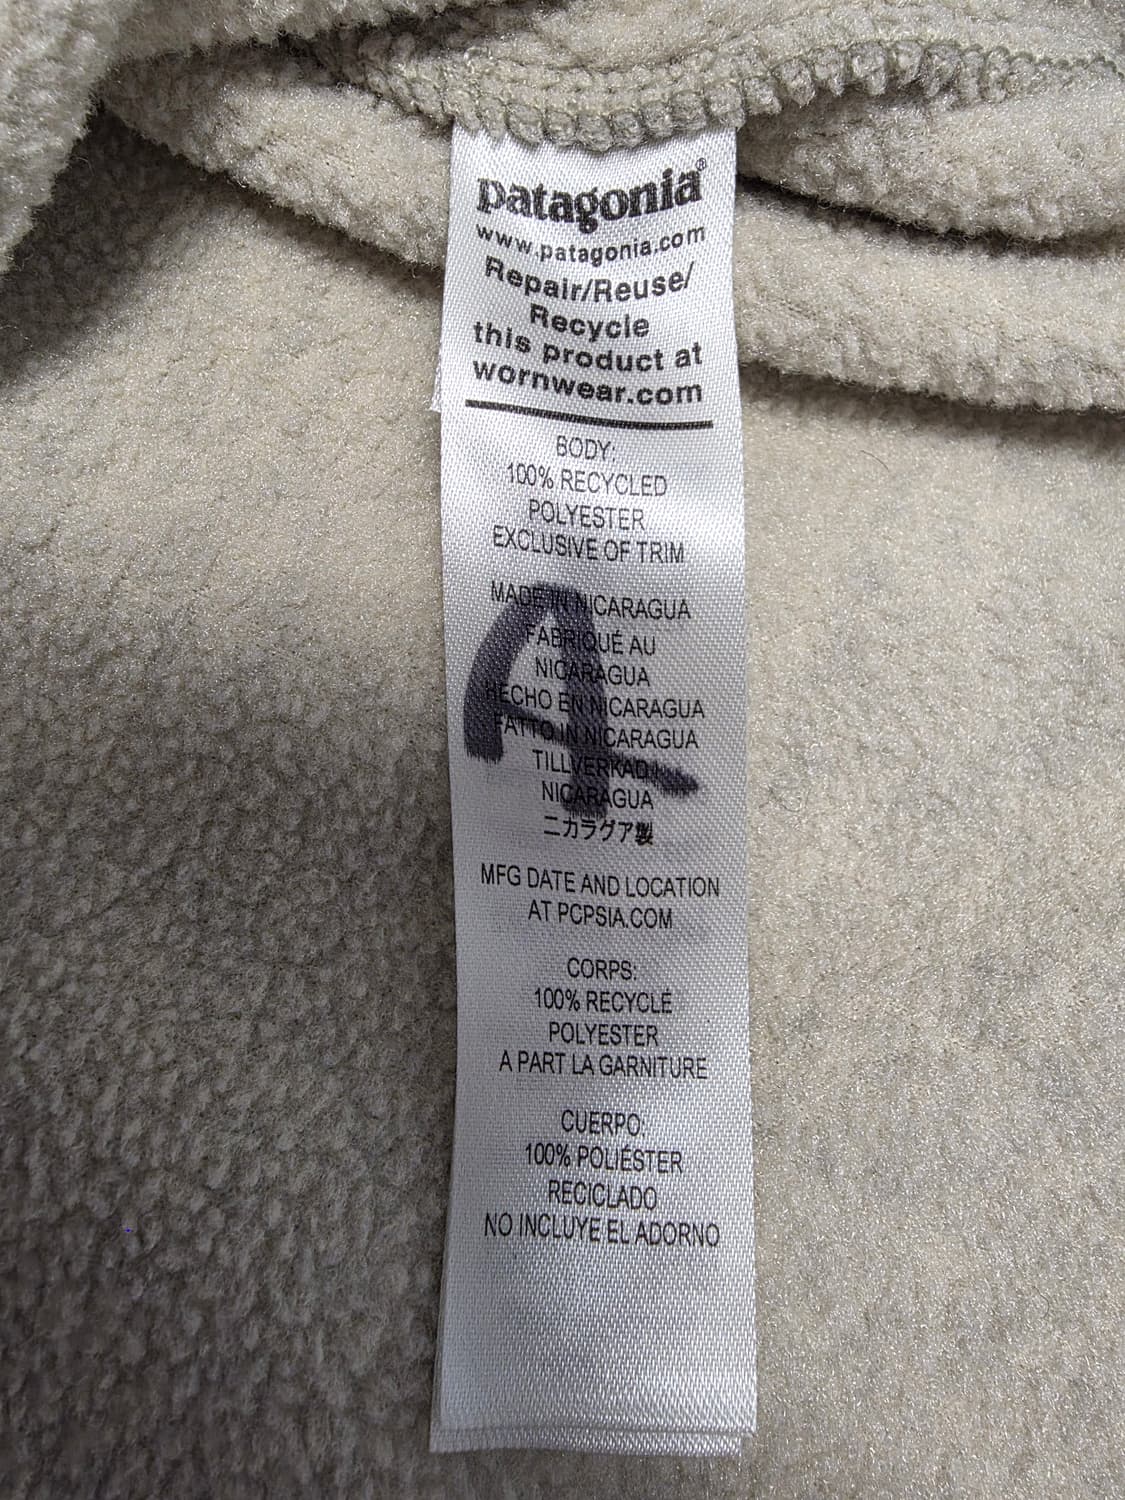 patagonia®
www.patagonia.com
Repair/Reuse/
Recycle
this product at
wornwear.com
BODY:
100% RECYCLED
POLYESTER
EXCLUSIVE OF TRIM
MADE IN NICARAGUA
FABRIQUÉ AU
NICARAGUA
HECHO EN NICARAGUA
FATTO IN NICARAGUA
TILLVERKAD I
NICARAGUA
ニカラグア製
A
MFG DATE AND LOCATION
AT PCPSIA.COM
CORPS:
100% RECYCLÉ
POLYESTER
A PART LA GARNITURE
CUERPO:
100% POLIÉSTER
RECICLADO
NO INCLUYE EL ADORNO